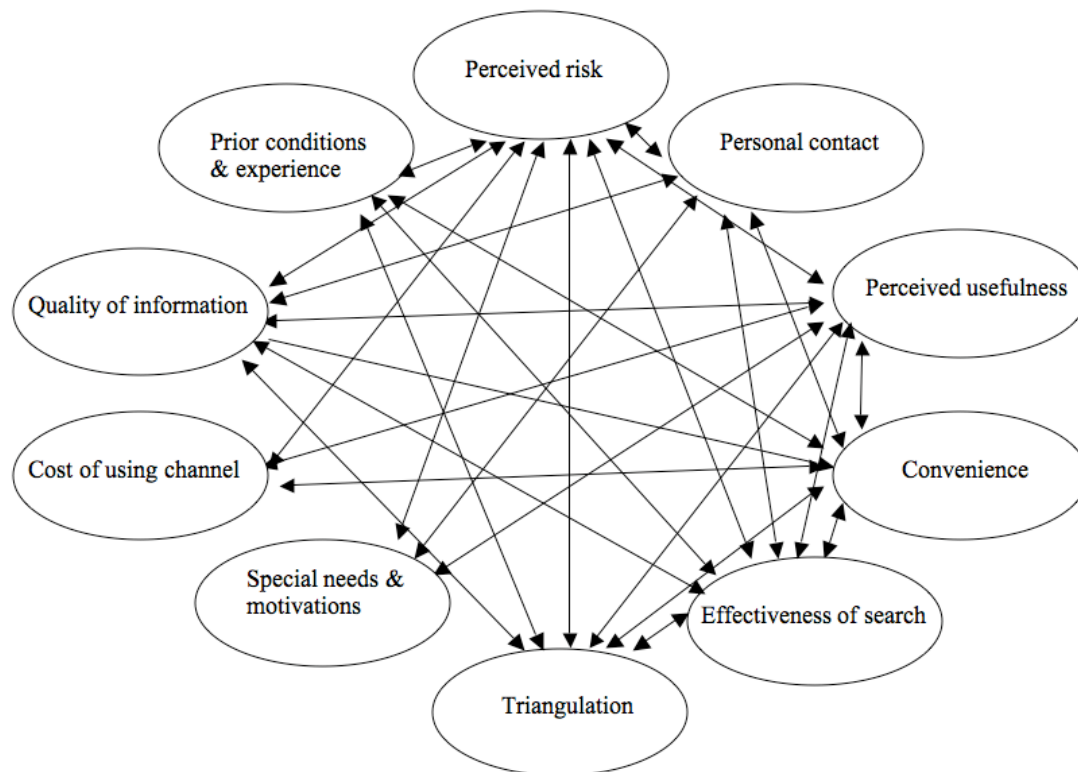 Perceived risk
Prior conditions
& experience
Personal contact
Quality of information
Perceived usefulness
Cost of using channel
Convenience
Special needs &
motivations
Effectiveness of search
Triangulation